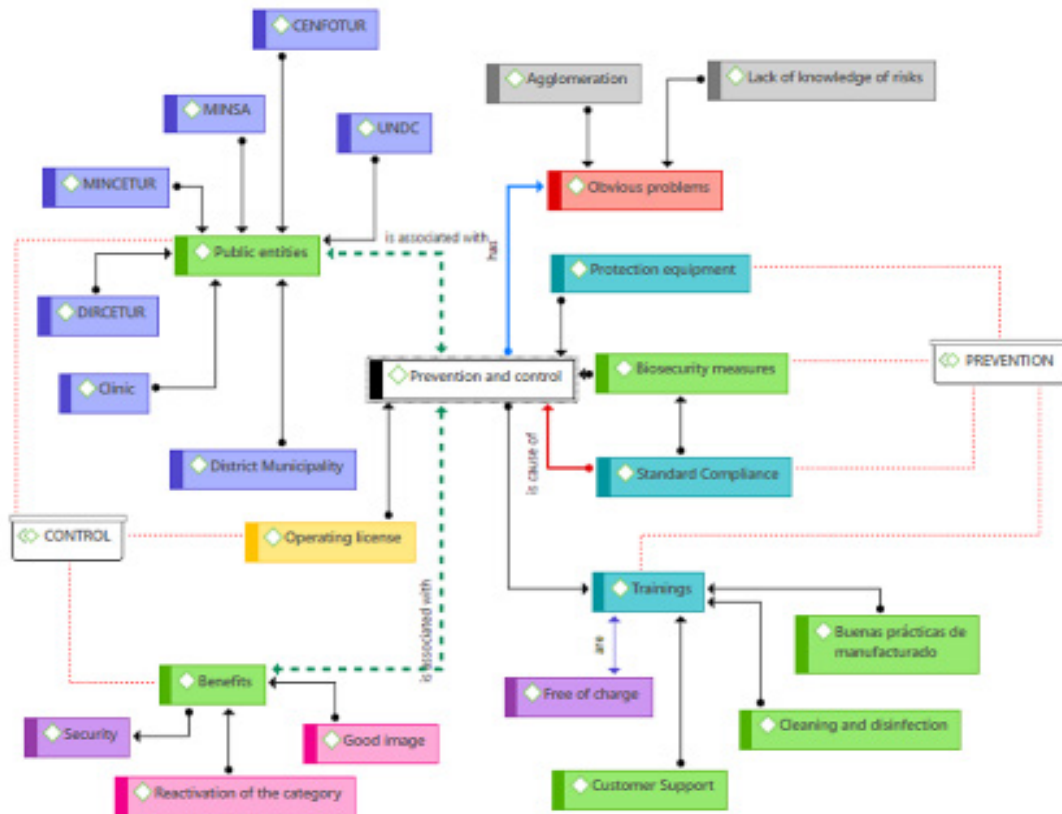 CENFOTUR
Agglomeration
Lack of knowledge of risks
MINSA
UNDC
MINCETUR
Obvious problems
is associated with
has
Public entities
Protection equipment
DIRCETUR
Prevention and control
Biosecurity measures
PREVENTION
Clinic
is cause of
District Municipality
Standard Compliance
CONTROL
Operating license
is associated with
Trainings
are
Buenas prácticas de
manufacturado
Benefits
Free of charge
Security
Good image
Cleaning and disinfection
Reactivation of the category
Customer Support